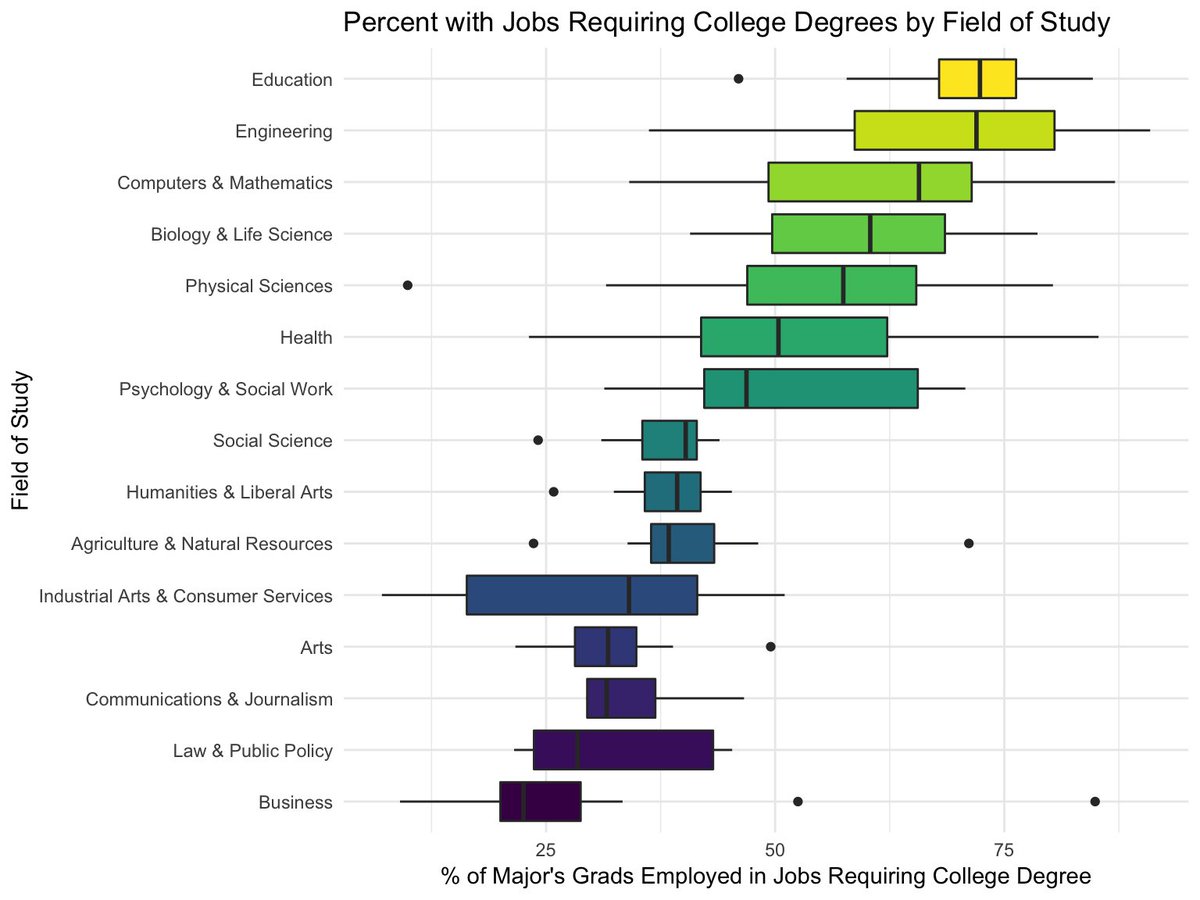 Percent with Jobs Requiring College Degrees by Field of Study
Field of Study
Education
Engineering
Computers & Mathematics
Biology & Life Science
Physical Sciences
Health
Psychology & Social Work
Social Science
Humanities & Liberal Arts
Agriculture & Natural Resources
Industrial Arts & Consumer Services
Arts
Communications & Journalism
Law & Public Policy
Business
25 50 75
% of Major's Grads Employed in Jobs Requiring College Degree